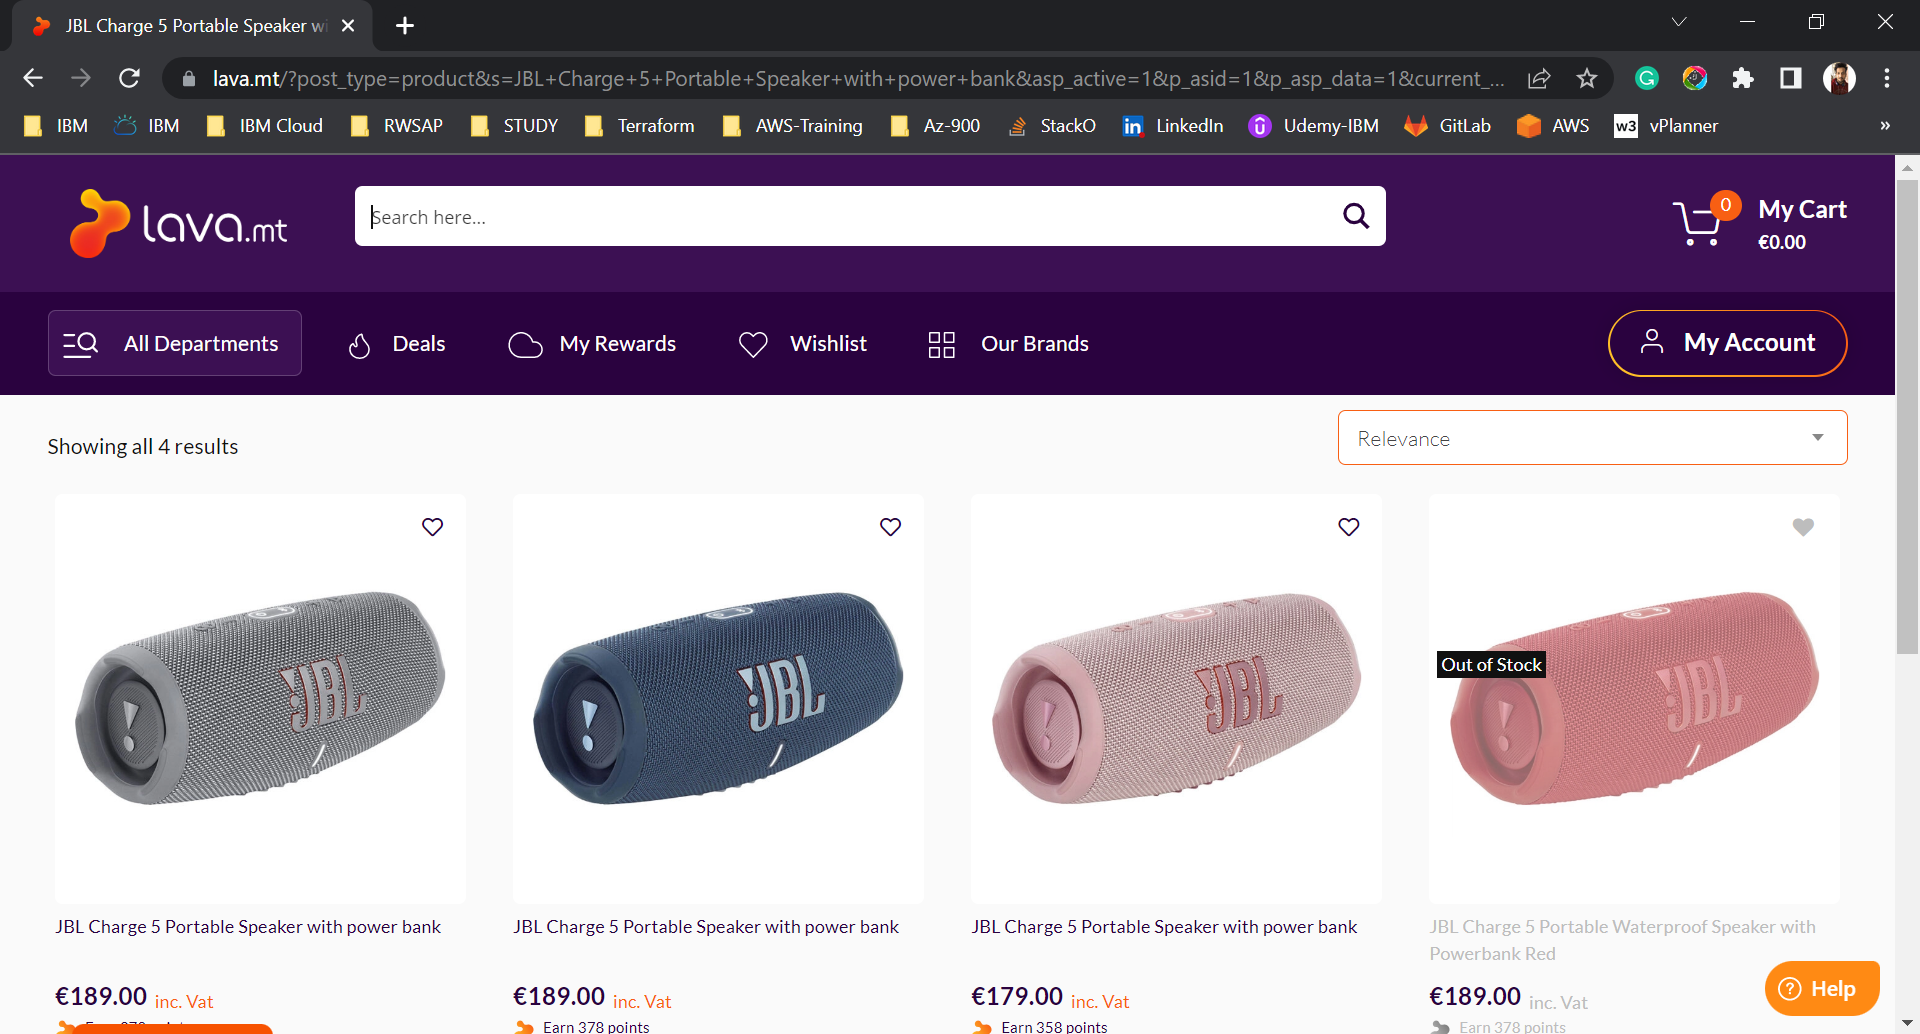 JBL Charge 5 Portable Speaker wi
lava.mt/?post_type=product&s=JBL+Charge+5+Portable+Speaker+with+power+bank&asp_active=1&p_asid=1&p_asp_data=1&current_...
IBM IBM IBM Cloud RWSAP STUDY Terraform AWS-Training Az-900 StackO LinkedIn Udemy-IBM GitLab AWS w3 vPlanner »
lava.mt
Search here...
0
My Cart
€0.00
All Departments Deals My Rewards Wishlist Our Brands My Account
Showing all 4 results
Relevance
JBL
JBL
JBL
JBL
Out of Stock
JBL Charge 5 Portable Speaker with power bank
€189.00 inc. Vat
JBL Charge 5 Portable Speaker with power bank
€189.00 inc. Vat
Earn 378 points
JBL Charge 5 Portable Speaker with power bank
€179.00 inc. Vat
Earn 358 points
JBL Charge 5 Portable Waterproof Speaker with
Powerbank Red
€189.00 inc. Vat
Earn 378 points
Help